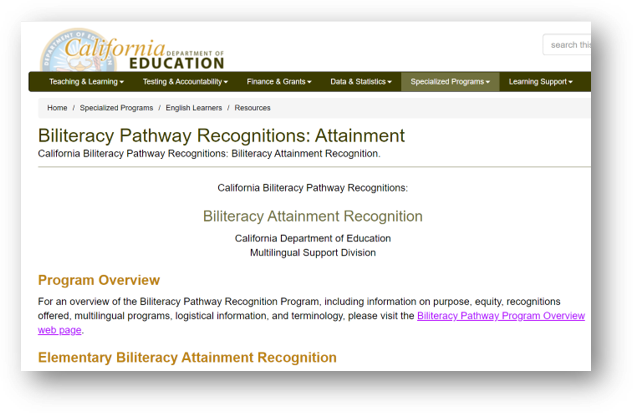 California DEPARTMENT OF
EDUCATION
search this
Teaching & Learning Testing & Accountability Finance & Grants Data & Statistics Specialized Programs Learning Support
Home / Specialized Programs / English Learners / Resources
Biliteracy Pathway Recognitions: Attainment
California Biliteracy Pathway Recognitions: Biliteracy Attainment Recognition.
California Biliteracy Pathway Recognitions:
Biliteracy Attainment Recognition
California Department of Education
Multilingual Support Division
Program Overview
For an overview of the Biliteracy Pathway Recognition Program, including information on purpose, equity, recognitions
offered, multilingual programs, logistical information, and terminology, please visit the Biliteracy Pathway Program Overview
web page.
Elementary Biliteracy Attainment Recognition